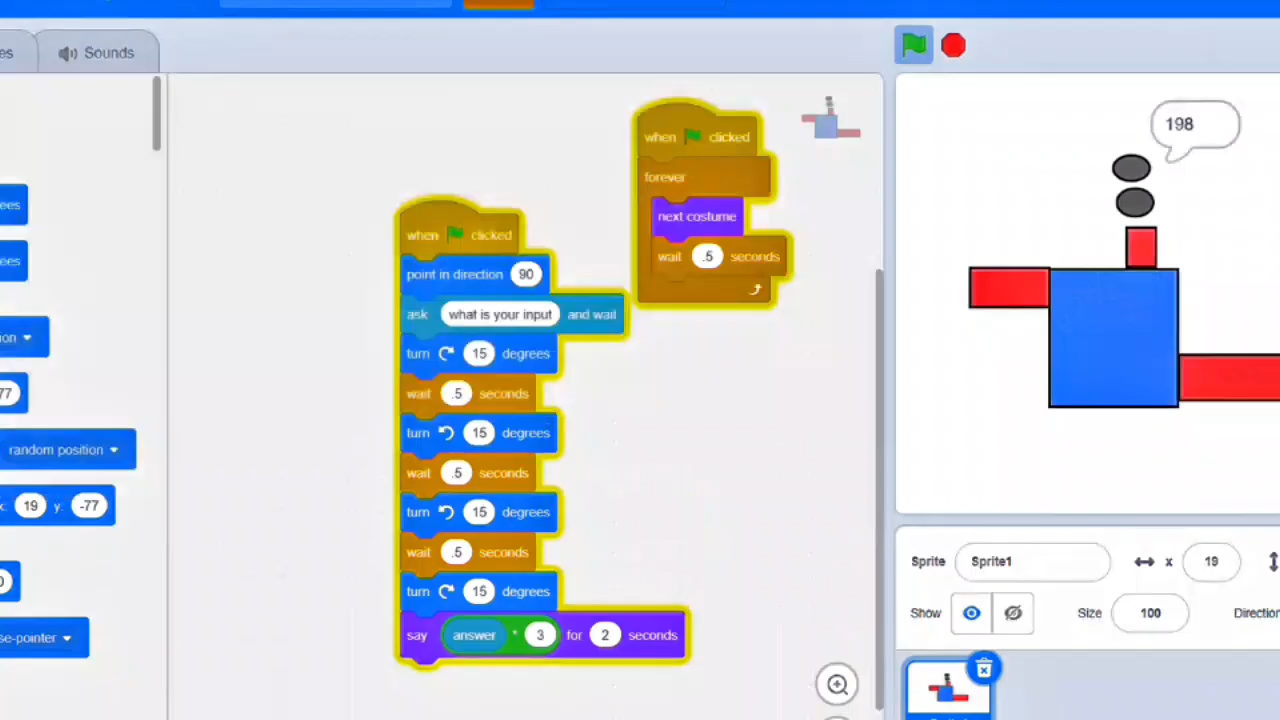 es
Sounds
ees
ees
ion
77
random position
x: 19 y: -77
0
se-pointer
when clicked
point in direction 90
ask what is your input and wait
turn 15 degrees
wait .5 seconds
turn 15 degrees
wait .5 seconds
turn 15 degrees
wait .5 seconds
turn 15 degrees
say answer * 3 for 2 seconds
when clicked
forever
next costume
wait .5 seconds
198
Sprite Sprite1 x 19
Show Size 100 Direction